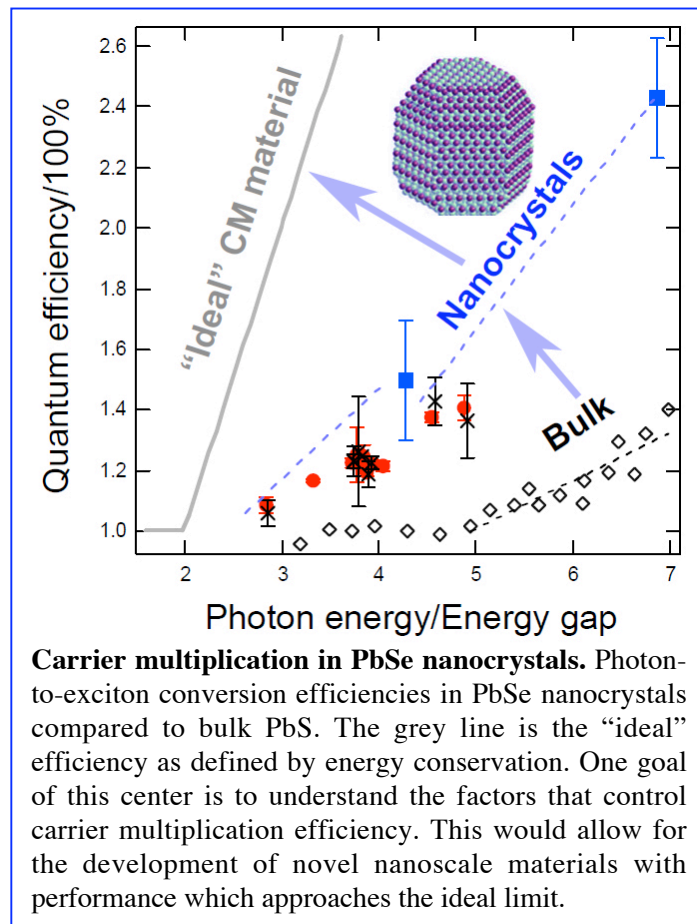 2.6
2.4
2.2
2.0
1.8
1.6
1.4
1.2
1.0
Quantum efficiency/100%
"Ideal" CM material
Nanocrystals
Bulk
2 3 4 5 6 7
Photon energy/Energy gap
Carrier multiplication in PbSe nanocrystals. Photon-
to-exciton conversion efficiencies in PbSe nanocrystals
compared to bulk PbS. The grey line is the “ideal”
efficiency as defined by energy conservation. One goal
of this center is to understand the factors that control
carrier multiplication efficiency. This would allow for
the development of novel nanoscale materials with
performance which approaches the ideal limit.